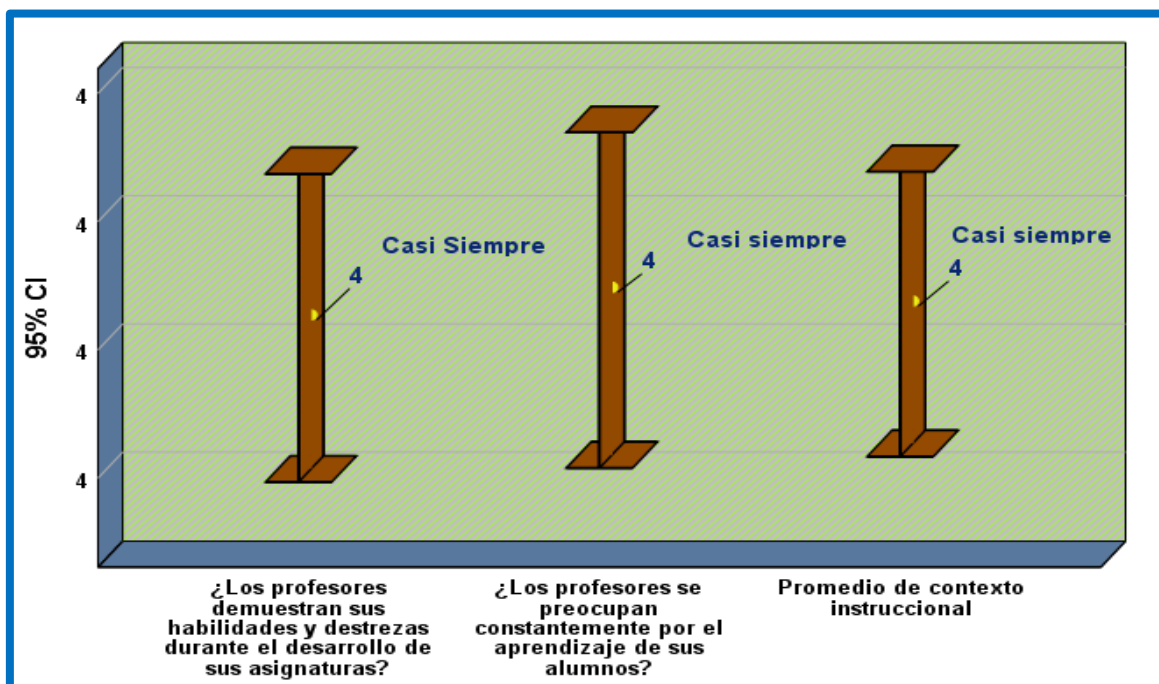 95% CI
4
4
4
4
Casi Siempre
4
Casi siempre
4
Casi siempre
4
¿Los profesores
demuestran sus
habilidades y destrezas
durante el desarrollo de
sus asignaturas?
¿Los profesores se
preocupan
constantemente por el
aprendizaje de sus
alumnos?
Promedio de contexto
instruccional